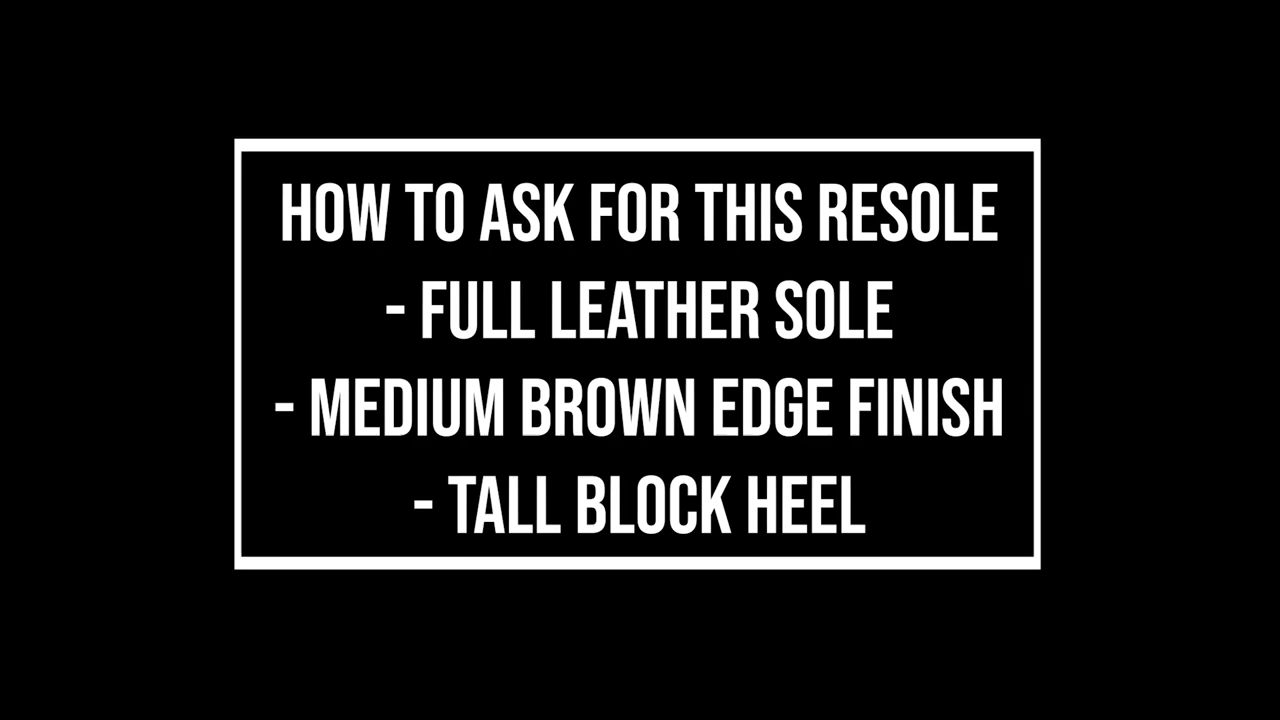 HOW TO ASK FOR THIS RESOLE
- FULL LEATHER SOLE
- MEDIUM BROWN EDGE FINISH
- TALL BLOCK HEEL